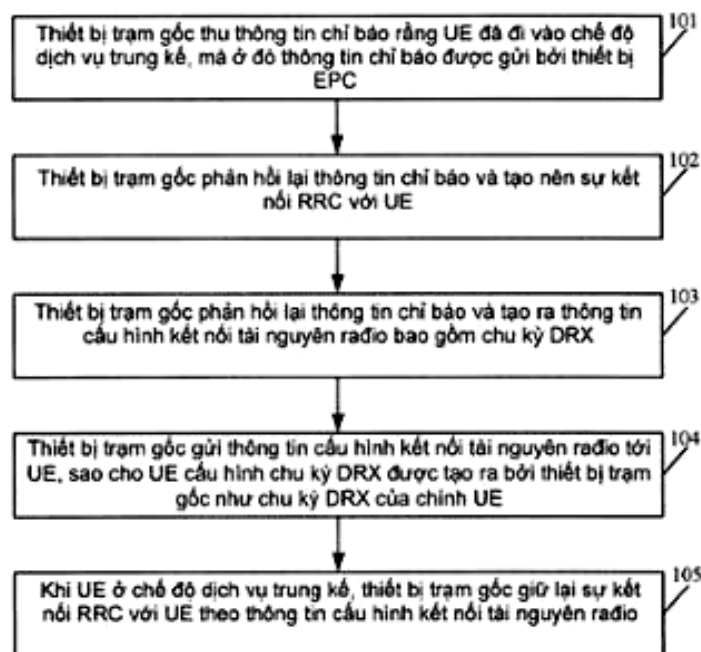 Thiết bị trạm gốc thu thông tin chỉ báo rằng UE đã đi vào chế độ
dịch vụ trung kế, mà ở đó thông tin chỉ báo được gửi bởi thiết bị
EPC
101
Thiết bị trạm gốc phản hồi lại thông tin chỉ báo và tạo nên sự kết
nối RRC với UE
102
Thiết bị trạm gốc phản hồi lại thông tin chỉ báo và tạo ra thông tin
cấu hình kết nối tài nguyên rađio bao gồm chu kỳ DRX
103
Thiết bị trạm gốc gửi thông tin cấu hình kết nối tài nguyên rađio tới
UE, sao cho UE cấu hình chu kỳ DRX được tạo ra bởi thiết bị trạm
gốc như chu kỳ DRX của chính UE
104
Khi UE ở chế độ dịch vụ trung kế, thiết bị trạm gốc giữ lại sự kết
nối RRC với UE theo thông tin cấu hình kết nối tài nguyên rađio
105